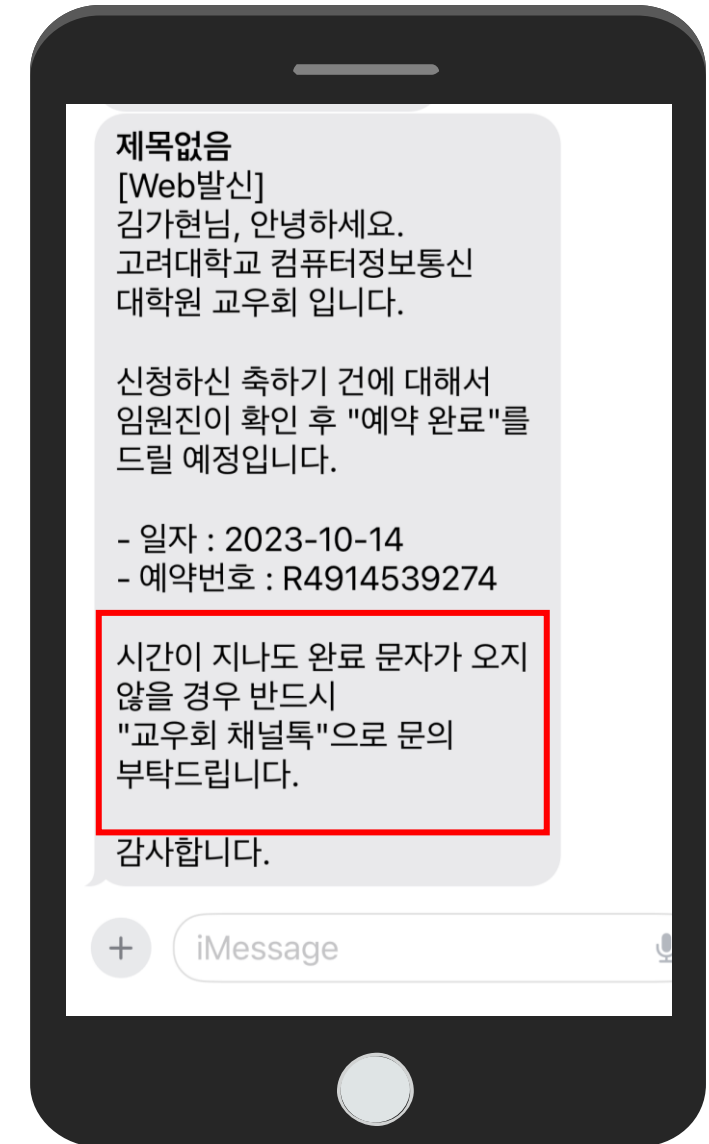 제목없음
[Web발신]
김가현님, 안녕하세요.
고려대학교 컴퓨터정보통신
대학원 교우회 입니다.
신청하신 축하기 건에 대해서
임원진이 확인 후 "예약 완료"를
드릴 예정입니다.
- 일자 : 2023-10-14
- 예약번호 : R4914539274
시간이 지나도 완료 문자가 오지
않을 경우 반드시
"교우회 채널톡"으로 문의
부탁드립니다.
감사합니다.
iMessage